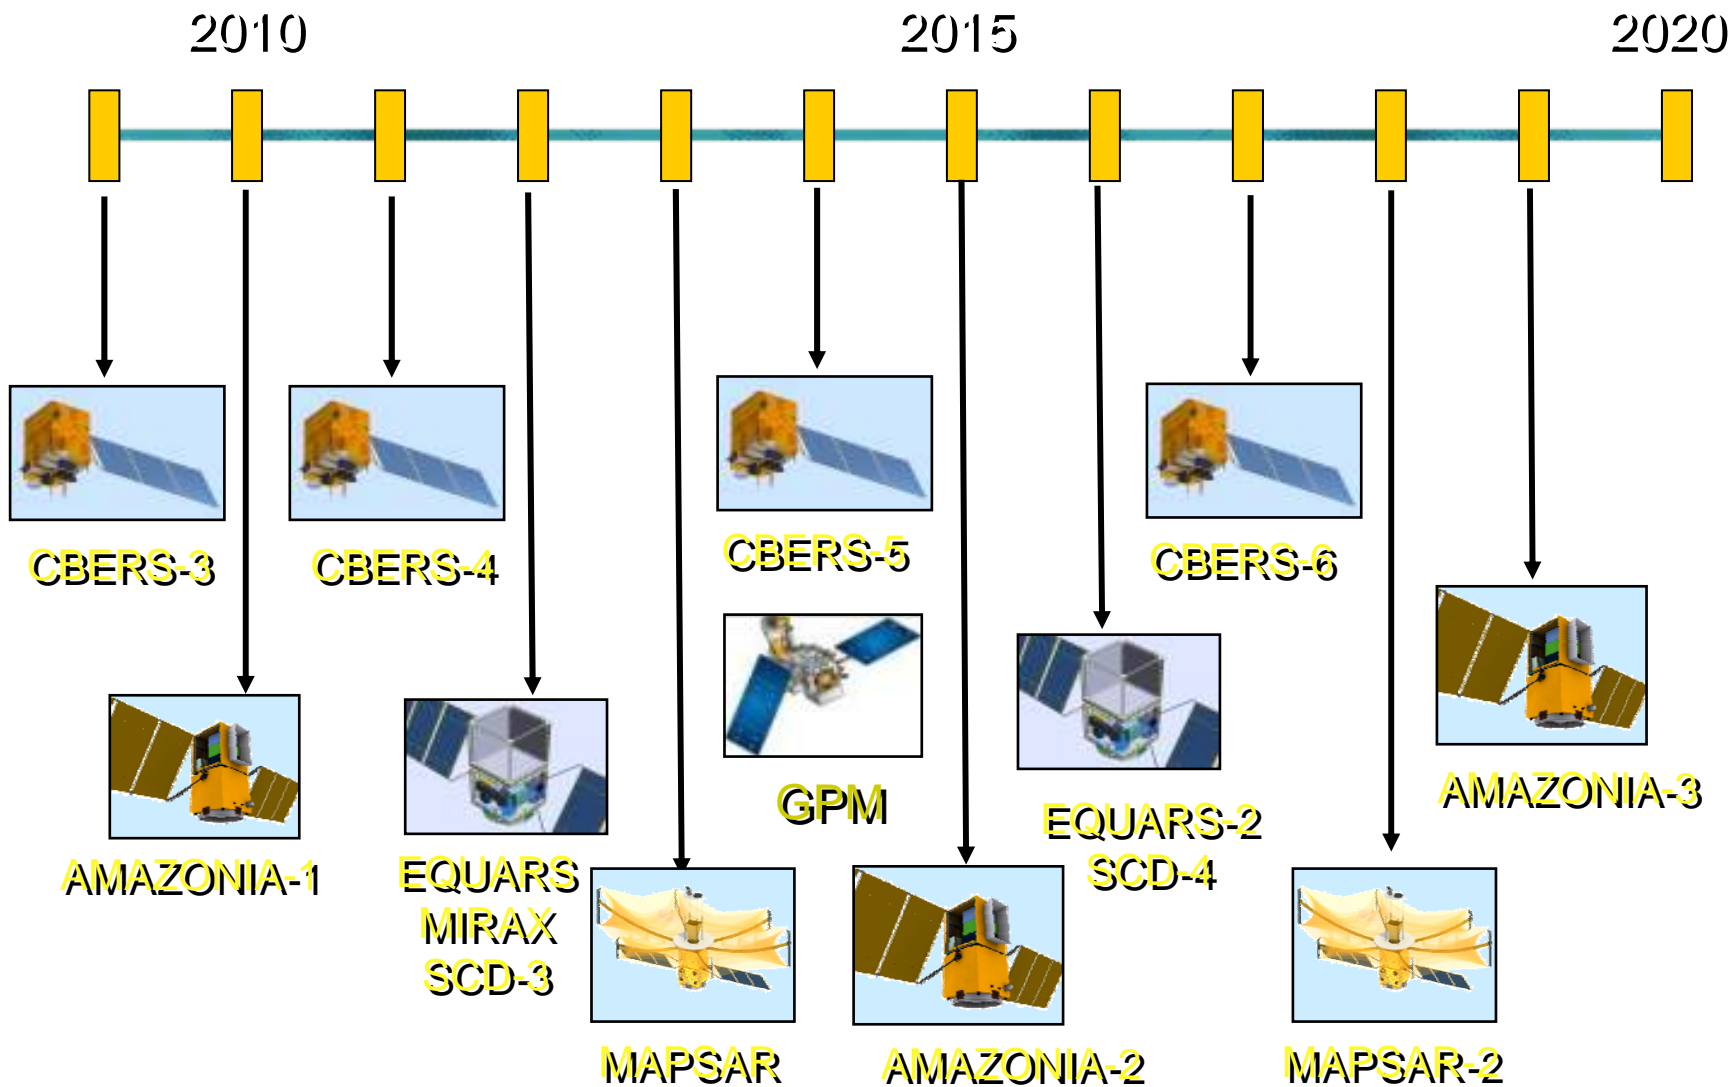 2010
2015
2020
CBERS-3
CBERS-4
CBERS-5
CBERS-6
GPM
AMAZONIA-1
EQUARS
MIRAX
SCD-3
EQUARS-2
SCD-4
AMAZONIA-3
MAPSAR
AMAZONIA-2
MAPSAR-2